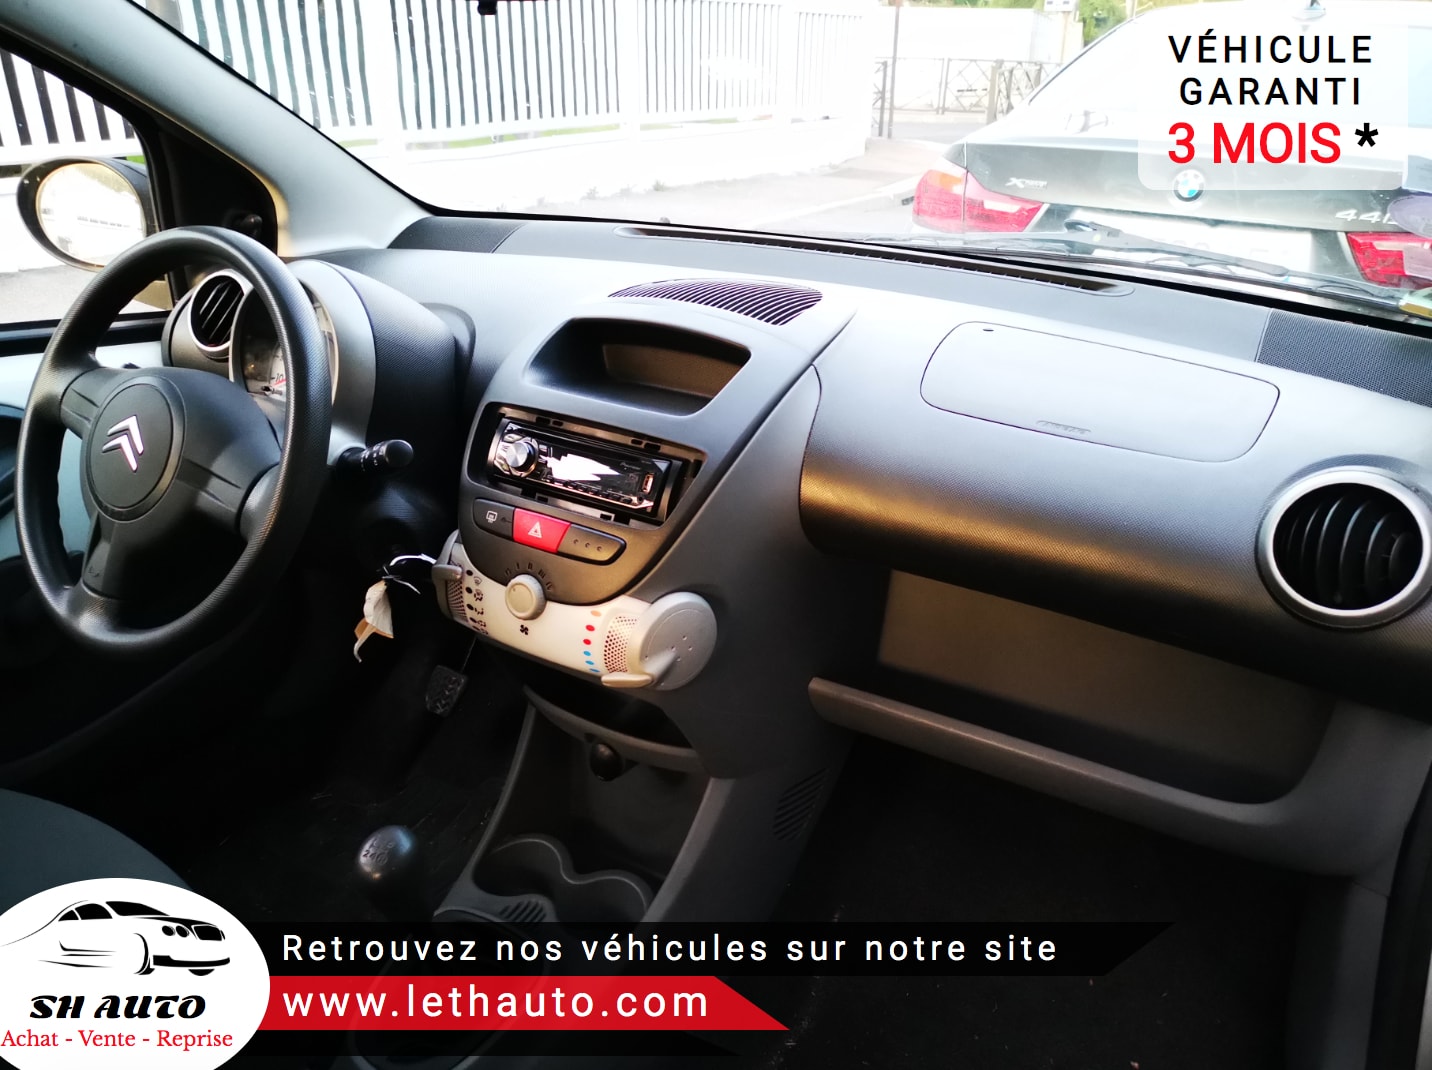 VÉHICULE
GARANTI
3 MOIS *
Retrouvez nos véhicules sur notre site
www.lethauto.com
SH AUTO
Achat - Vente - Reprise